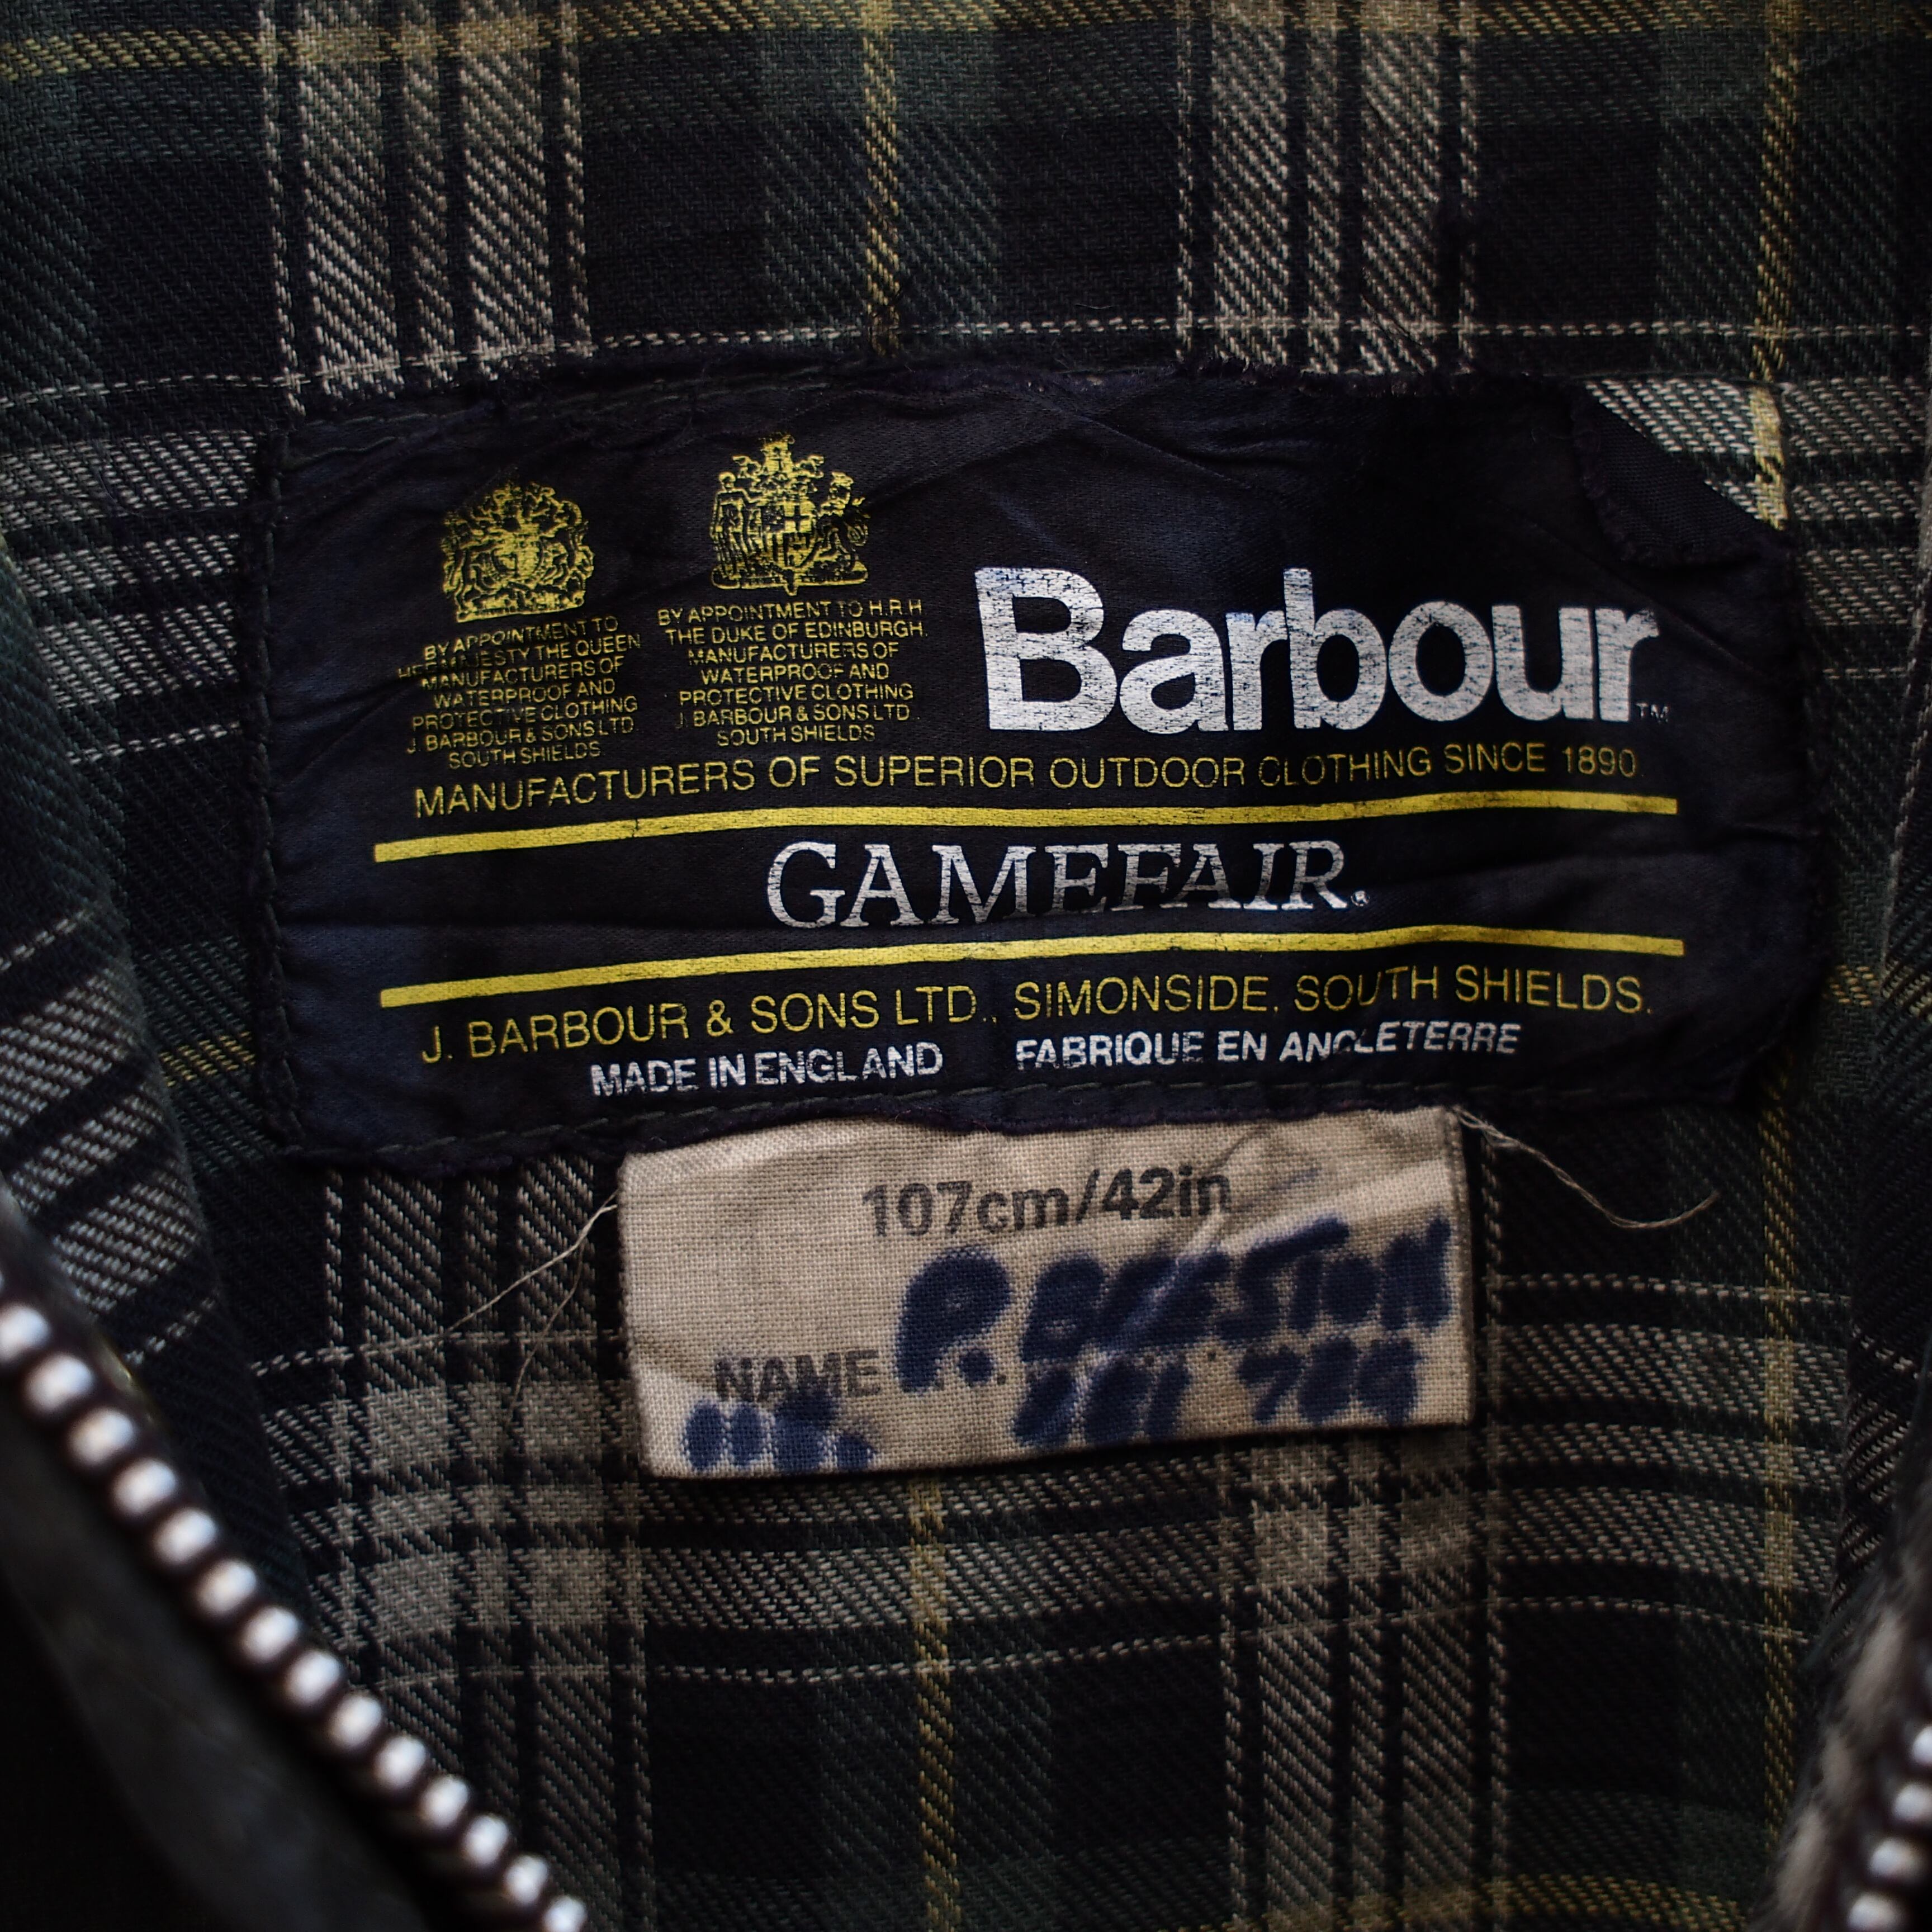 BY APPOINTMENT TO
HER MAJESTY THE QUEEN
MANUFACTURERS OF
WATERPROOF AND
PROTECTIVE CLOTHING
J. BARBOUR & SONS LTD
SOUTH SHIELDS
BY APPOINTMENT TO H.R.H
THE DUKE OF EDINBURGH.
MANUFACTURERS OF
WATERPROOF AND
PROTECTIVE CLOTHING
J. BARBOUR & SONS LTD
SOUTH SHIELDS
Barbour™
MANUFACTURERS OF SUPERIOR OUTDOOR CLOTHING SINCE 1890
GAMEFAIR®
J. BARBOUR & SONS LTD., SIMONSIDE, SOUTH SHIELDS.
MADE IN ENGLAND FABRIQUE EN ANGLETERRE
107cm/42in
NAME P. BEESTON